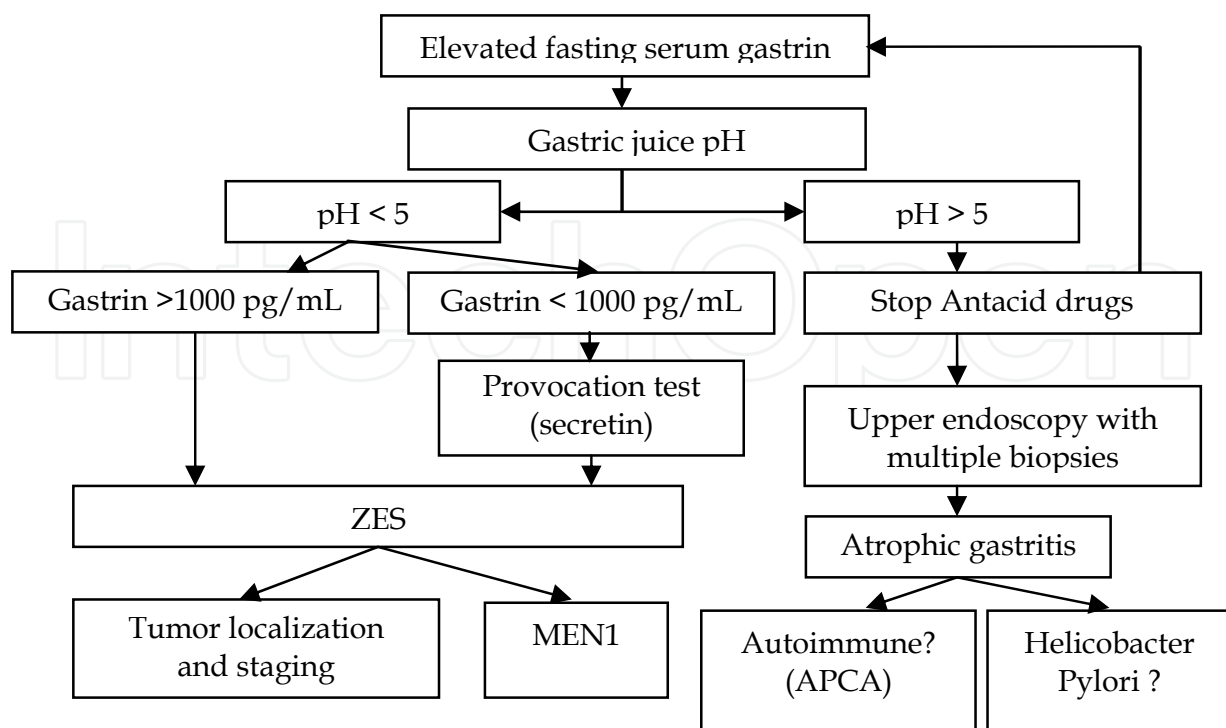 Elevated fasting serum gastrin
Gastric juice pH
pH < 5
pH > 5
Gastrin >1000 pg/mL
Gastrin < 1000 pg/mL
Stop Antacid drugs
Provocation test
(secretin)
Upper endoscopy with
multiple biopsies
ZES
Atrophic gastritis
Tumor localization
and staging
MEN1
Autoimmune?
(APCA)
Helicobacter
Pylori ?
IntechOpen